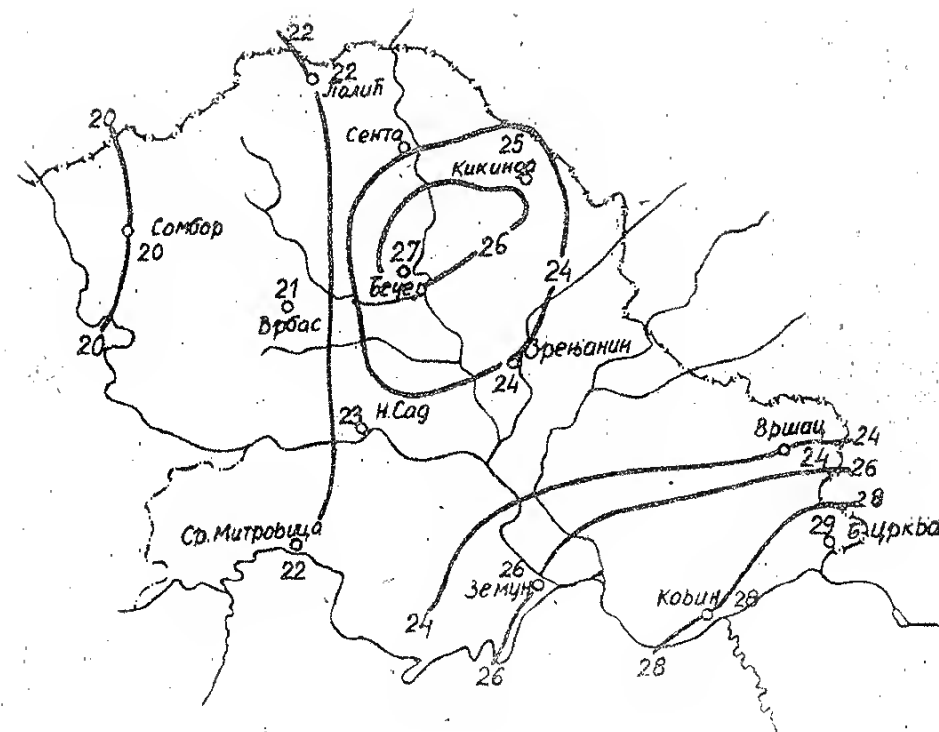 22
22
Палић
20
Сента
25
Кикинда
Сомбор
20
27
26
24
Бечеј
21
Врбас
20
Зрењанин
24
Н.Сад
23
Вршац
24
24
26
28
29
Б.Црква
Ср. Митровица
22
26
Земун
Ковин
28
24
26
28